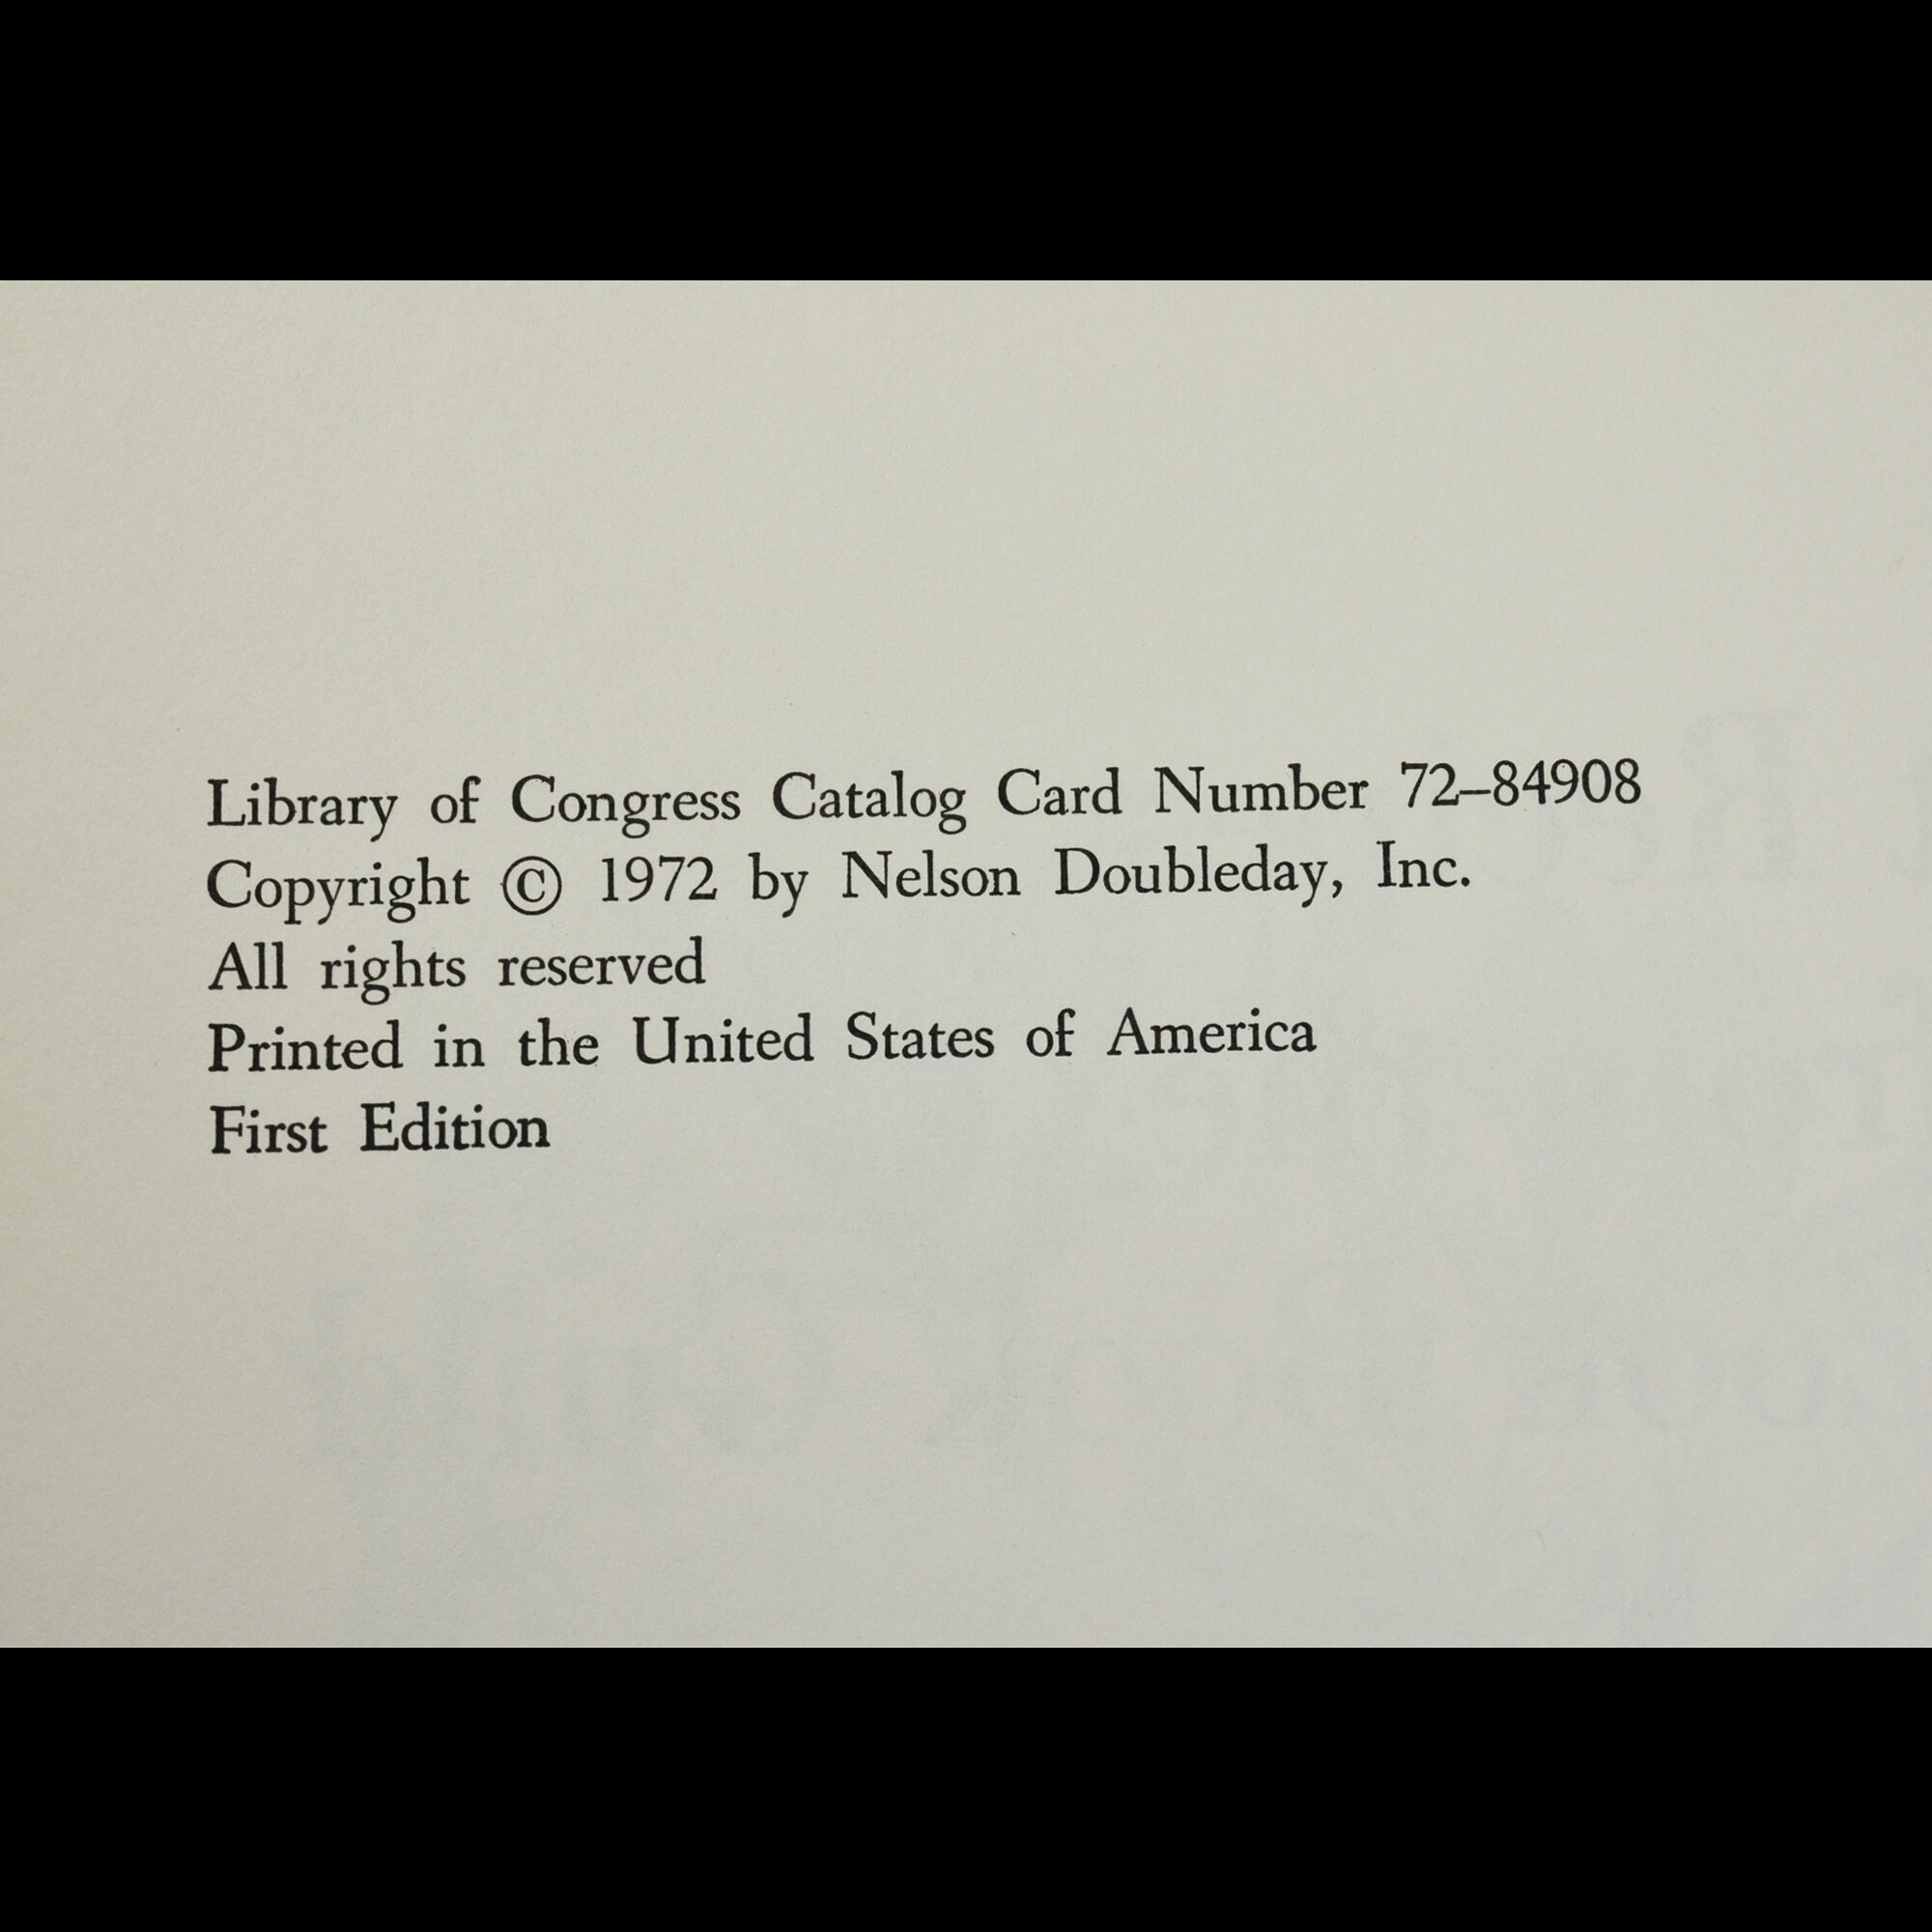 Library of Congress Catalog Card Number 72–84908
Copyright © 1972 by Nelson Doubleday, Inc.
All rights reserved
Printed in the United States of America
First Edition